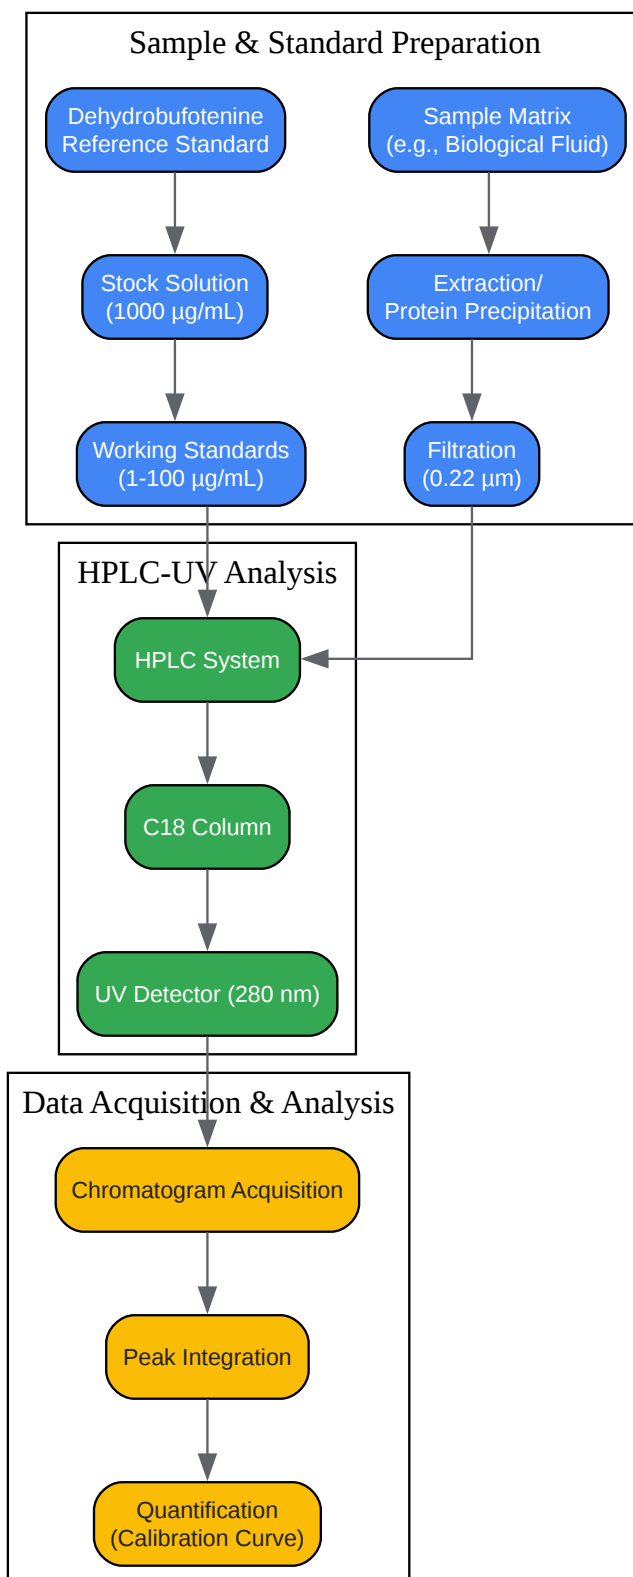 Sample & Standard Preparation
Dehydrobufotenine
Reference Standard
Sample Matrix
(e.g., Biological Fluid)
Stock Solution
(1000 µg/mL)
Extraction/
Protein Precipitation
Working Standards
(1-100 µg/mL)
Filtration
(0.22 µm)
HPLC-UV Analysis
HPLC System
C18 Column
UV Detector (280 nm)
Data Acquisition & Analysis
Chromatogram Acquisition
Peak Integration
Quantification
(Calibration Curve)